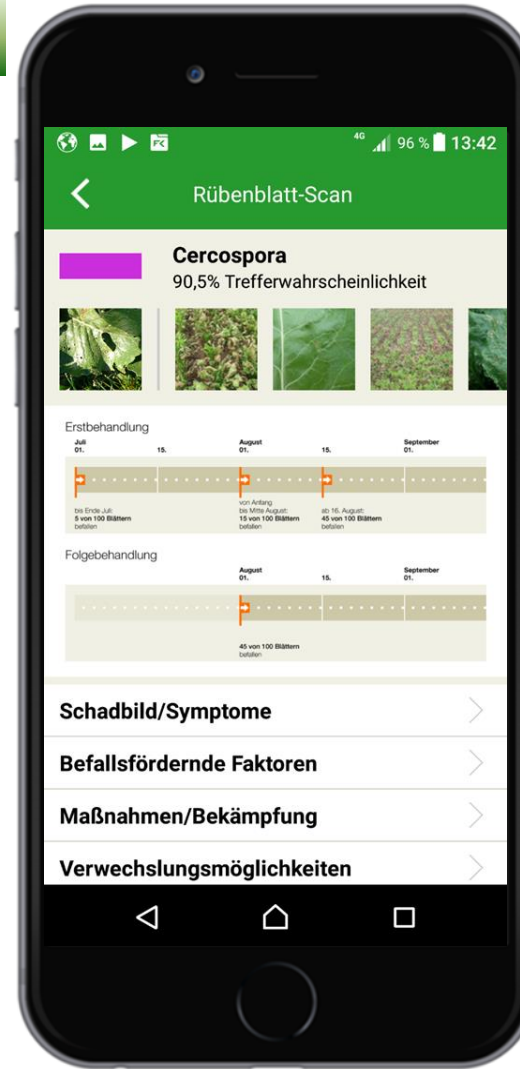 4G 96 % 13:42
Rübenblatt-Scan
Cercospora
90,5% Trefferwahrscheinlichkeit
Erstbehandlung
Juli August September
01. 15. 01. 15. 01.
bis Ende Juli:
5 von 100 Blättern
befallen
von Anfang
bis Mitte August:
15 von 100 Blättern
befallen
ab 16. August:
45 von 100 Blättern
befallen
Folgebehandlung
August September
01. 15. 01.
45 von 100 Blättern
befallen
Schadbild/Symptome
Befallsfördernde Faktoren
Maßnahmen/Bekämpfung
Verwechslungsmöglichkeiten